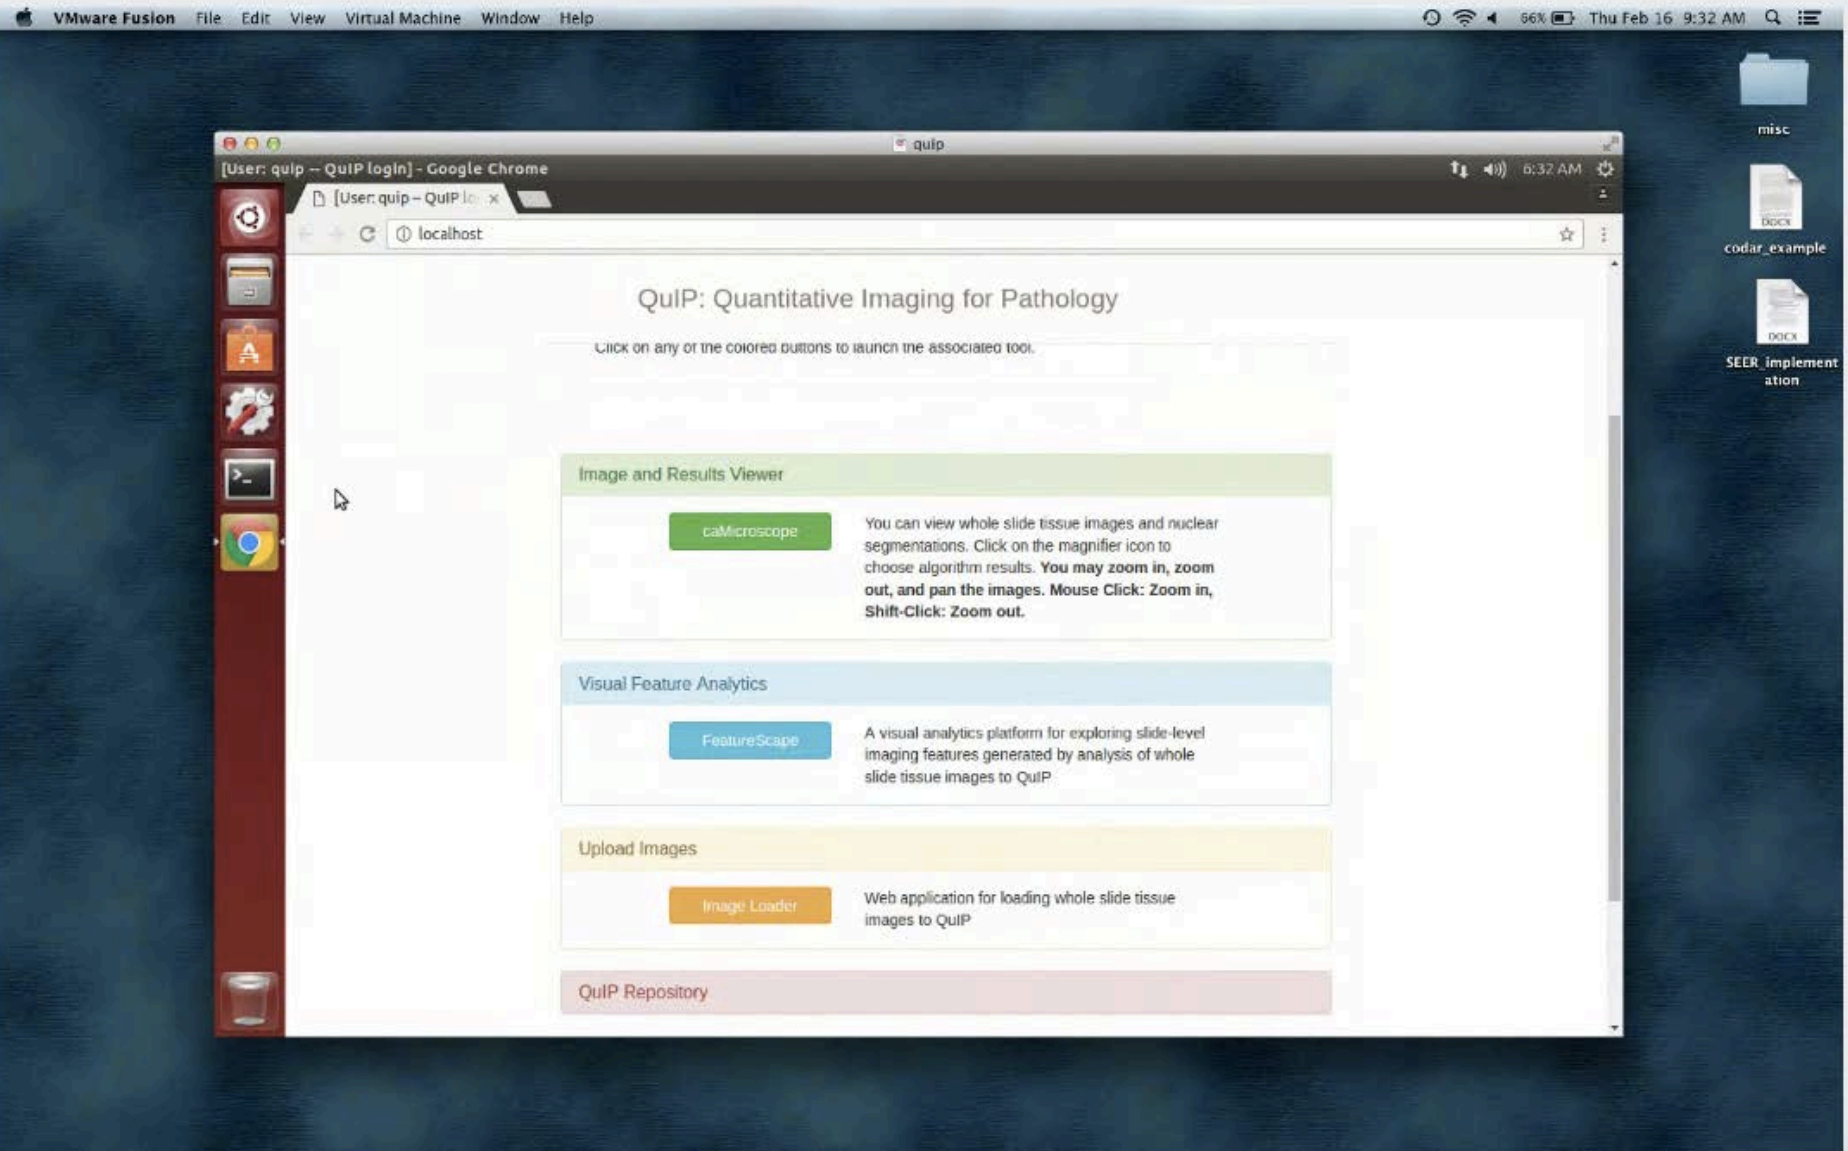 VMware Fusion File Edit View Virtual Machine Window Help 66% Thu Feb 16 9:32 AM
misc
quip
[User: quip -- QuIP login] - Google Chrome 6:32 AM
[User: quip – QuIP lo
localhost
DOCX
codar_example
QuIP: Quantitative Imaging for Pathology
Click on any of the colored buttons to launch the associated tool.
DOCX
SEER_implement
ation
Image and Results Viewer
caMicroscope
You can view whole slide tissue images and nuclear
segmentations. Click on the magnifier icon to
choose algorithm results. You may zoom in, zoom
out, and pan the images. Mouse Click: Zoom in,
Shift-Click: Zoom out.
Visual Feature Analytics
FeatureScape
A visual analytics platform for exploring slide-level
imaging features generated by analysis of whole
slide tissue images to QuIP
Upload Images
Image Loader
Web application for loading whole slide tissue
images to QuIP
QuIP Repository